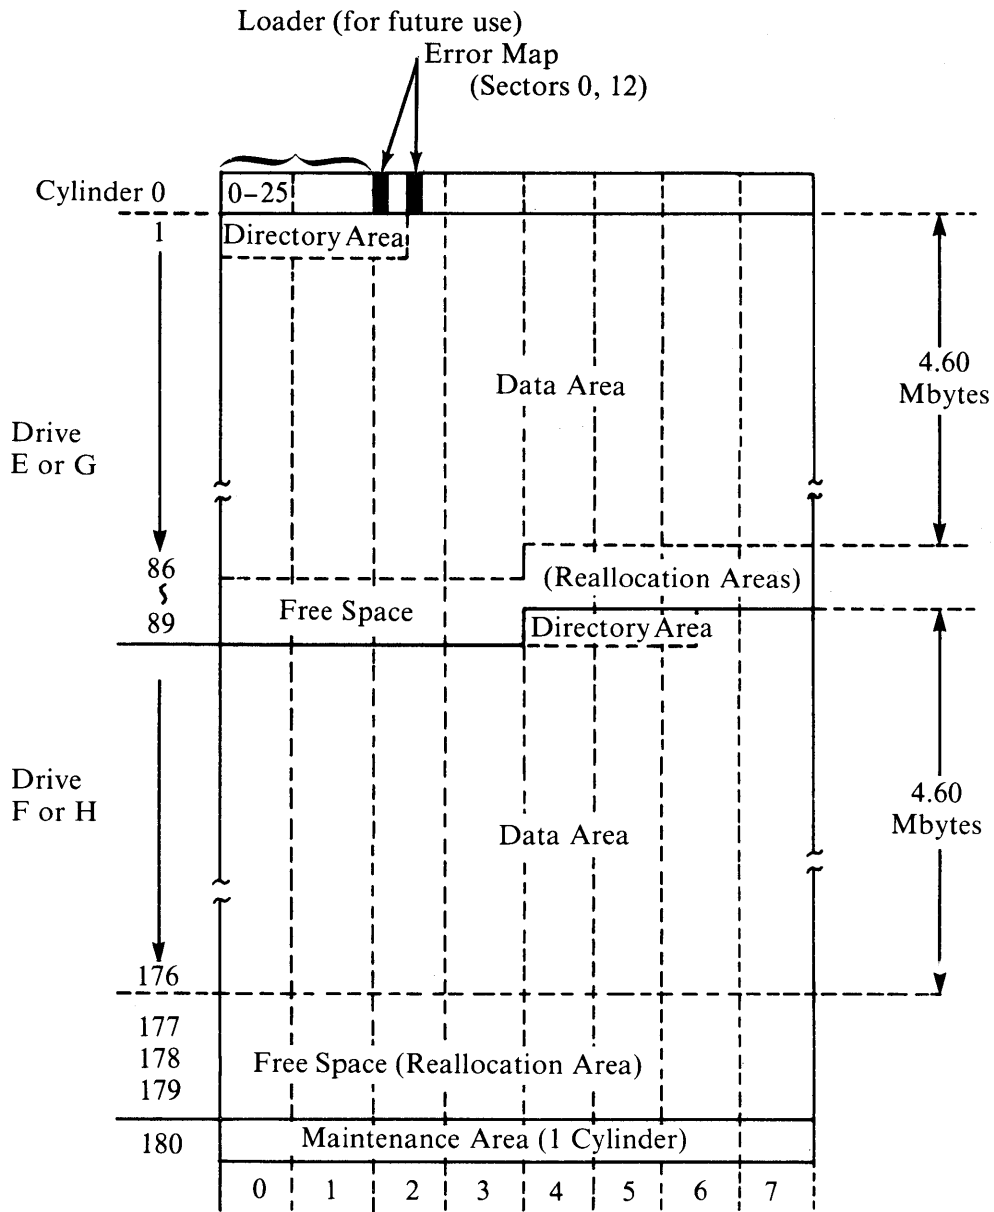 Loader (for future use)
Error Map
(Sectors 0, 12)
Cylinder 0
0–25
1
Directory Area
Data Area
4.60
Mbytes
Drive
E or G
86
89
(Reallocation Areas)
Free Space
Directory Area
Drive
F or H
Data Area
4.60
Mbytes
176
177
178
179
Free Space (Reallocation Area)
180
Maintenance Area (1 Cylinder)
0 1 2 3 4 5 6 7